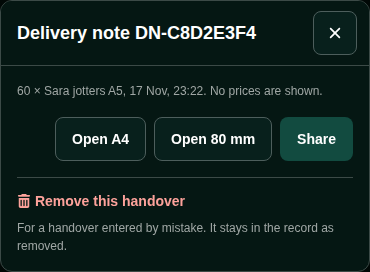 Delivery note DN-C8D2E3F4
60 × Sara jotters A5, 17 Nov, 23:22. No prices are shown.
Open A4
Open 80 mm
Share
Remove this handover
For a handover entered by mistake. It stays in the record as
removed.